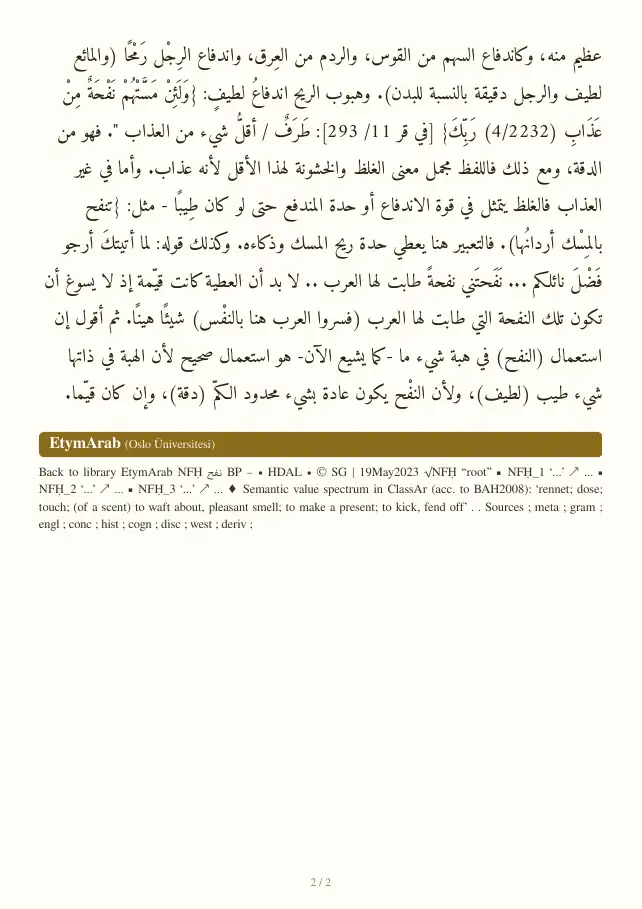 عظيم منه، وكاندفاع السهم من القوس، والردم من العِرق، واندفاع الرِجْل رَمْحًا (والمائع
لطيف والرجل دقيقة بالنسبة للبدن). وهبوب الريح اندفاعُ لطيفٍ: {وَلَئِنْ مَسَّتْهُمْ نَفْحَةٌ مِنْ
عَذَابِ (4/2232) رَبِّكَ} [في قر 11/ 293]: طَرَفٌ / أقلُّ شيء من العذاب ". فهو من
الدقة، ومع ذلك فاللفظ مجمل معنى الغلظ والخشونة لهذا الأقل لأنه عذاب. وأما في غير
العذاب فالغلظ يتمثل في قوة الاندفاع أو حدة المندفع حتى لو كان طِيبًا - مثل: {تنفح
بالمِسْك أردانُها). فالتعبير هنا يعطي حدة ريح المسك وذكاءه. وكذلك قوله: لما أتيتكَ أرجو
فَضْلَ نائلكم ... نَفَحتَني نفحةً طابت لها العرب .. لا بد أن العطية كانت قيّمة إذ لا يسوغ أن
تكون تلك النفحة التي طابت لها العرب (فسروا العرب هنا بالنفْس) شيئًا هينًا. ثم أقول إن
استعمال (النفح) في هبة شيء ما -كما يشيع الآن- هو استعمال صحيح لأن الهبة في ذاتها
شيء طيب (لطيف)، ولأن النفْح يكون عادة بشيء محدود الكمّ (دقة)، وإن كان قيّما.
EtymArab (Oslo Üniversitesi)
Back to library EtymArab NFḤ نفح BP – • HDAL • © SG | 19May2023 √NFḤ “root” ▪ NFḤ_1 ‘...’ ↗ ... ▪
NFḤ_2 ‘...’ ↗ ... ▪ NFḤ_3 ‘...’ ↗ ... ♦ Semantic value spectrum in ClassAr (acc. to BAH2008): ‘rennet; dose;
touch; (of a scent) to waft about, pleasant smell; to make a present; to kick, fend off’ . . Sources ; meta ; gram ;
engl ; conc ; hist ; cogn ; disc ; west ; deriv ;
2 / 2